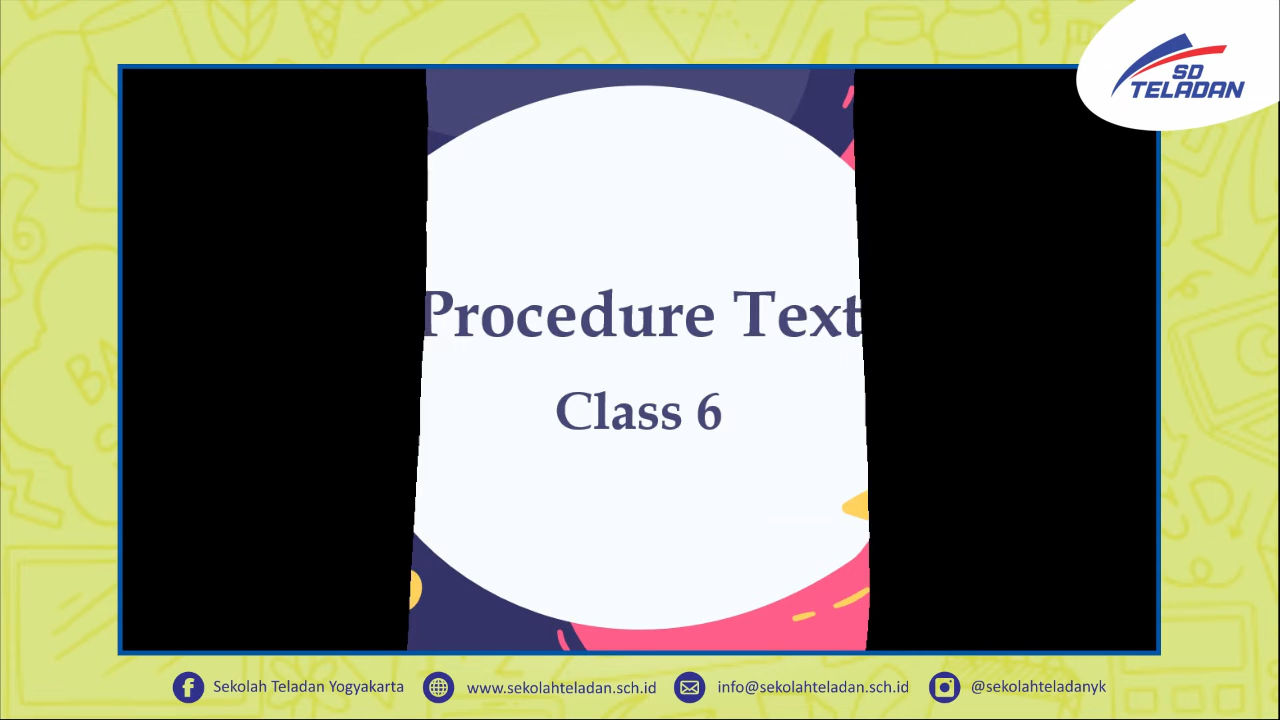 SD
TELADAN
Procedure Text
Class 6
Sekolah Teladan Yogyakarta
www.sekolahteladan.sch.id
info@sekolahteladan.sch.id
@sekolahteladanyk